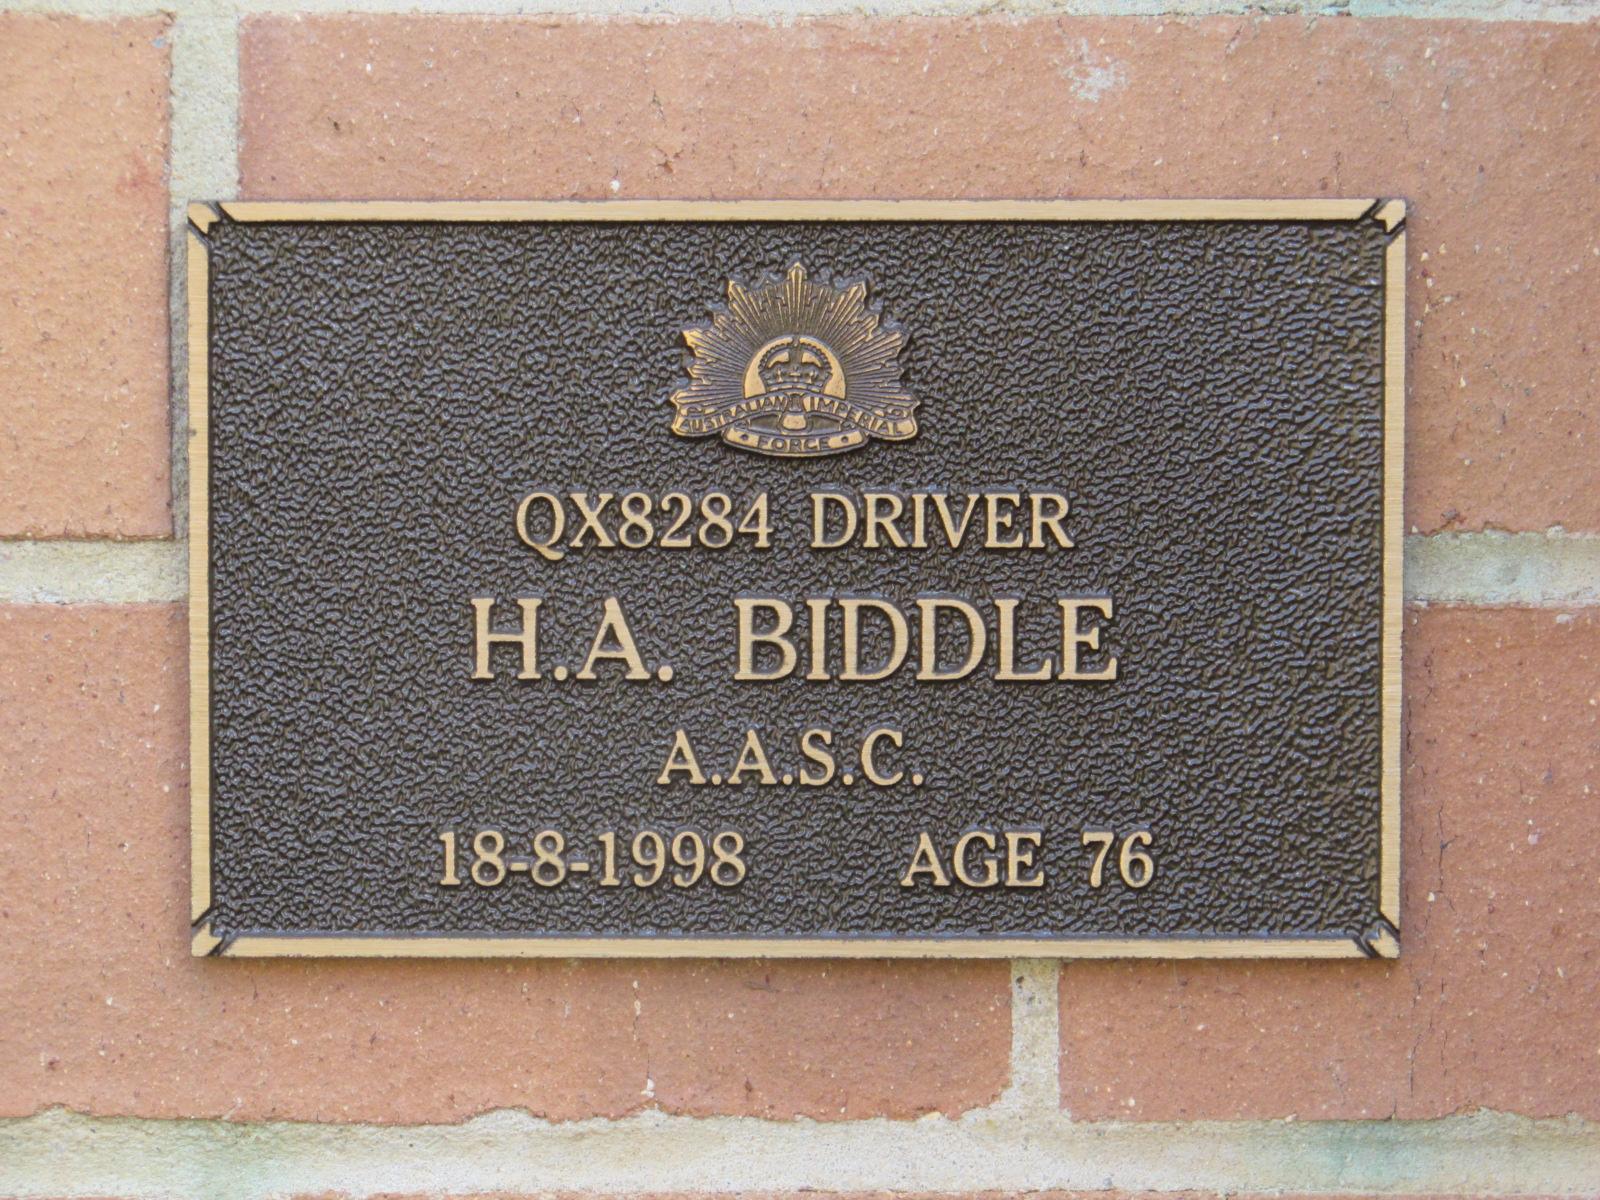 AUSTRALIAN IMPERIAL
FORCE
QX8284 DRIVER
H.A. BIDDLE
A.A.S.C.
18-8-1998 AGE 76